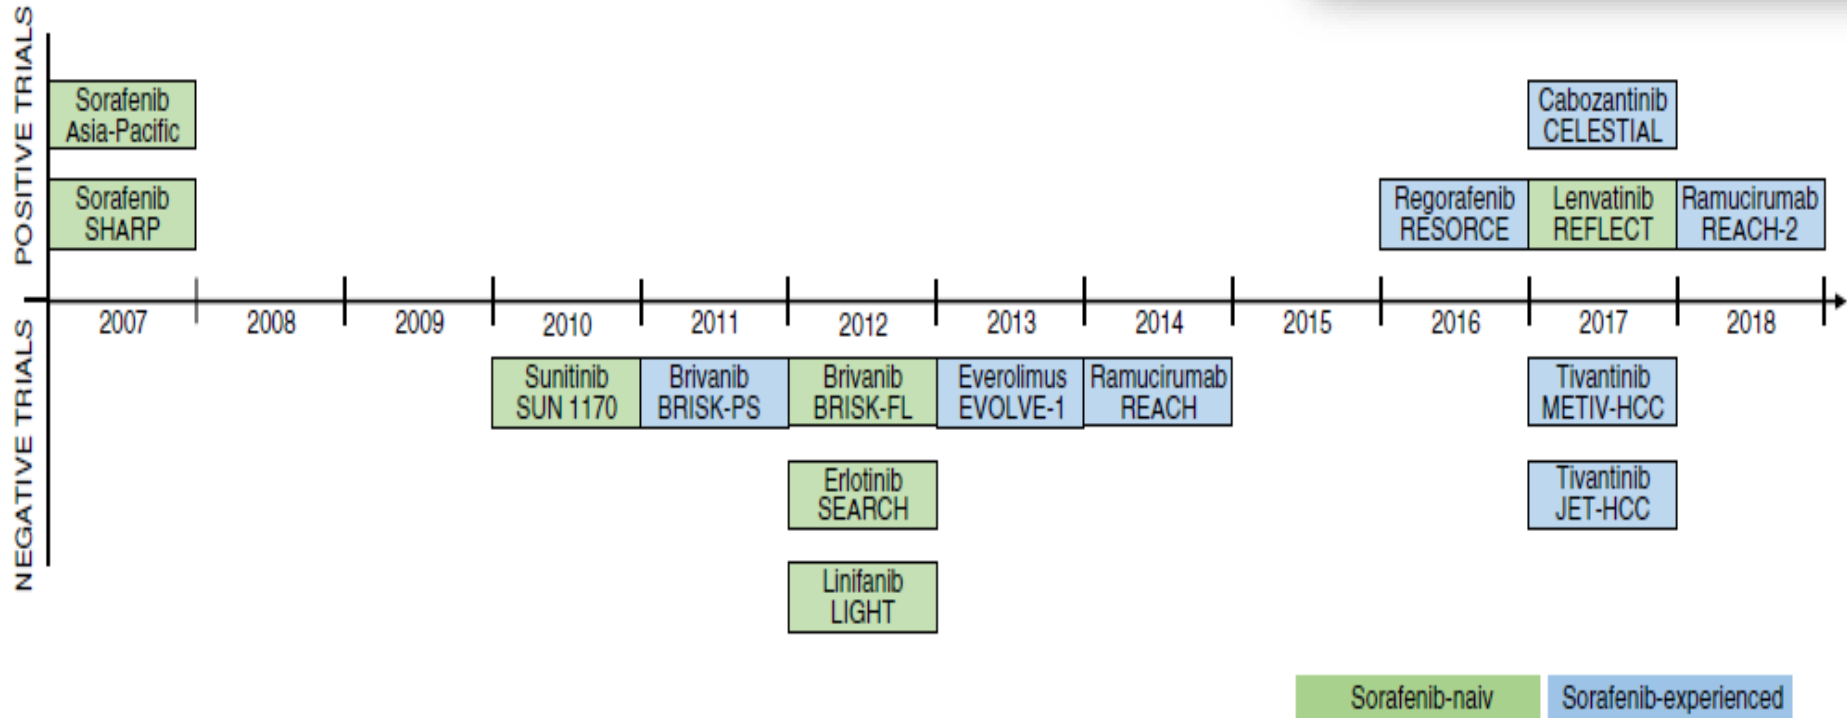 POSITIVE TRIALS
Sorafenib
Asia-Pacific
Cabozantinib
CELESTIAL
Sorafenib
SHARP
Regorafenib
RESORCE
Lenvatinib
REFLECT
Ramucirumab
REACH-2
2007
2008
2009
2010
2011
2012
2013
2014
2015
2016
2017
2018
NEGATIVE TRIALS
Sunitinib
SUN 1170
Brivanib
BRISK-PS
Brivanib
BRISK-FL
Everolimus
EVOLVE-1
Ramucirumab
REACH
Tivantinib
METIV-HCC
Erlotinib
SEARCH
Tivantinib
JET-HCC
Linifanib
LIGHT
Sorafenib-naiv
Sorafenib-experienced